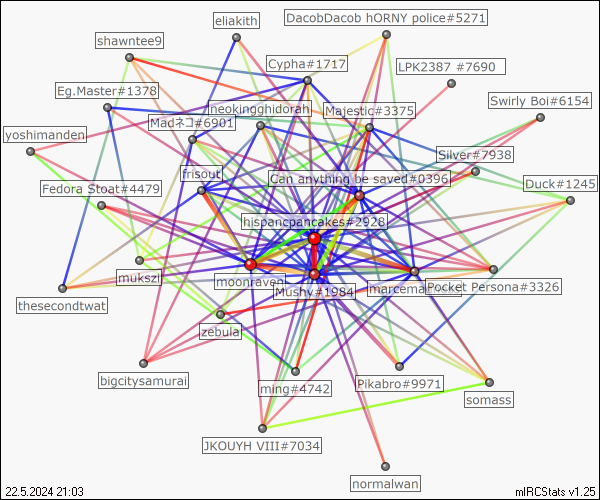 eliakith
DacobDacob hORNY police#5271
shawntee9
Cypha#1717
LPK2387 #7690
Eg.Master#1378
Swirly Boi#6154
theokingghidorah
Majestic#3375
Madネコ#6901
yoshimanden
Silver#7938
frisout
Can anything be saved#0396
Fedora Stoat#4479
Duck#1245
hispancpancakes#2928
mukszi
moonraven
Mushy#1984
Pocket Persona#3326
thesecondtwat
zebula
bigcitysamurai
ming#4742
Pikabro#9971
somass
JKOUYH VIII#7034
normalwan
22.5.2024 21:03
mIRCStats v1.25